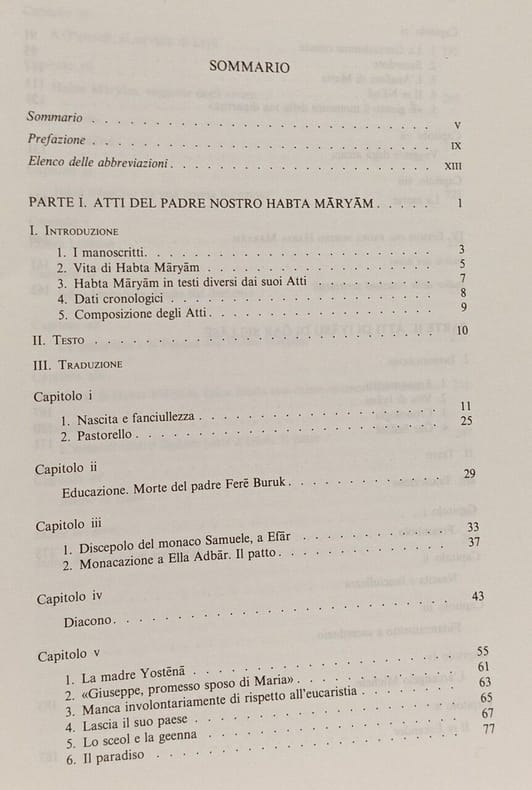 SOMMARIO
Sommario . . . . . . . . . . . . . . . . . . . . . . . . V
Prefazione . . . . . . . . . . . . . . . . . . . . . . . . IX
Elenco delle abbreviazioni . . . . . . . . . . . . . . . . . XIII
PARTE I. ATTI DEL PADRE NOSTRO HABTA MĀRYĀM . . . . . 1
I. INTRODUZIONE
1. I manoscritti . . . . . . . . . . . . . . . . . . . . 3
2. Vita di Habta Māryām . . . . . . . . . . . . . . . . 5
3. Habta Māryām in testi diversi dai suoi Atti . . . . . . . 7
4. Dati cronologici . . . . . . . . . . . . . . . . . . . 8
5. Composizione degli Atti . . . . . . . . . . . . . . . . 9
II. TESTO . . . . . . . . . . . . . . . . . . . . . . . . 10
III. TRADUZIONE
Capitolo i
1. Nascita e fanciullezza . . . . . . . . . . . . . . . . 11
2. Pastorello . . . . . . . . . . . . . . . . . . . . . . 25
Capitolo ii
Educazione. Morte del padre Ferē Buruk . . . . . . . . . . 29
Capitolo iii
1. Discepolo del monaco Samuele, a Efār . . . . . . . . . . 33
2. Monacazione a Ella Adbār. Il patto . . . . . . . . . . . 37
Capitolo iv
Diacono . . . . . . . . . . . . . . . . . . . . . . . . 43
Capitolo v
1. La madre Yostēnā . . . . . . . . . . . . . . . . . . . 55
2. «Giuseppe, promesso sposo di Maria» . . . . . . . . . . 61
3. Manca involontariamente di rispetto all'eucaristia . . . . . 63
4. Lascia il suo paese . . . . . . . . . . . . . . . . . . 65
5. Lo sceol e la geenna . . . . . . . . . . . . . . . . . 67
6. Il paradiso . . . . . . . . . . . . . . . . . . . . . . 77